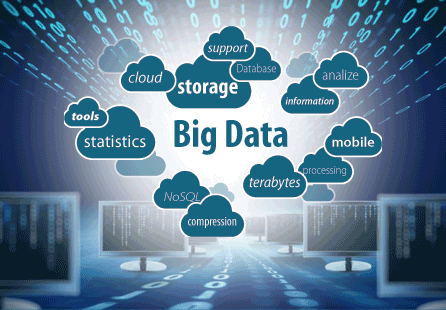 support
Database
cloud
storage
analize
information
tools
statistics
Big Data
mobile
processing
terabytes
NoSQL
compression